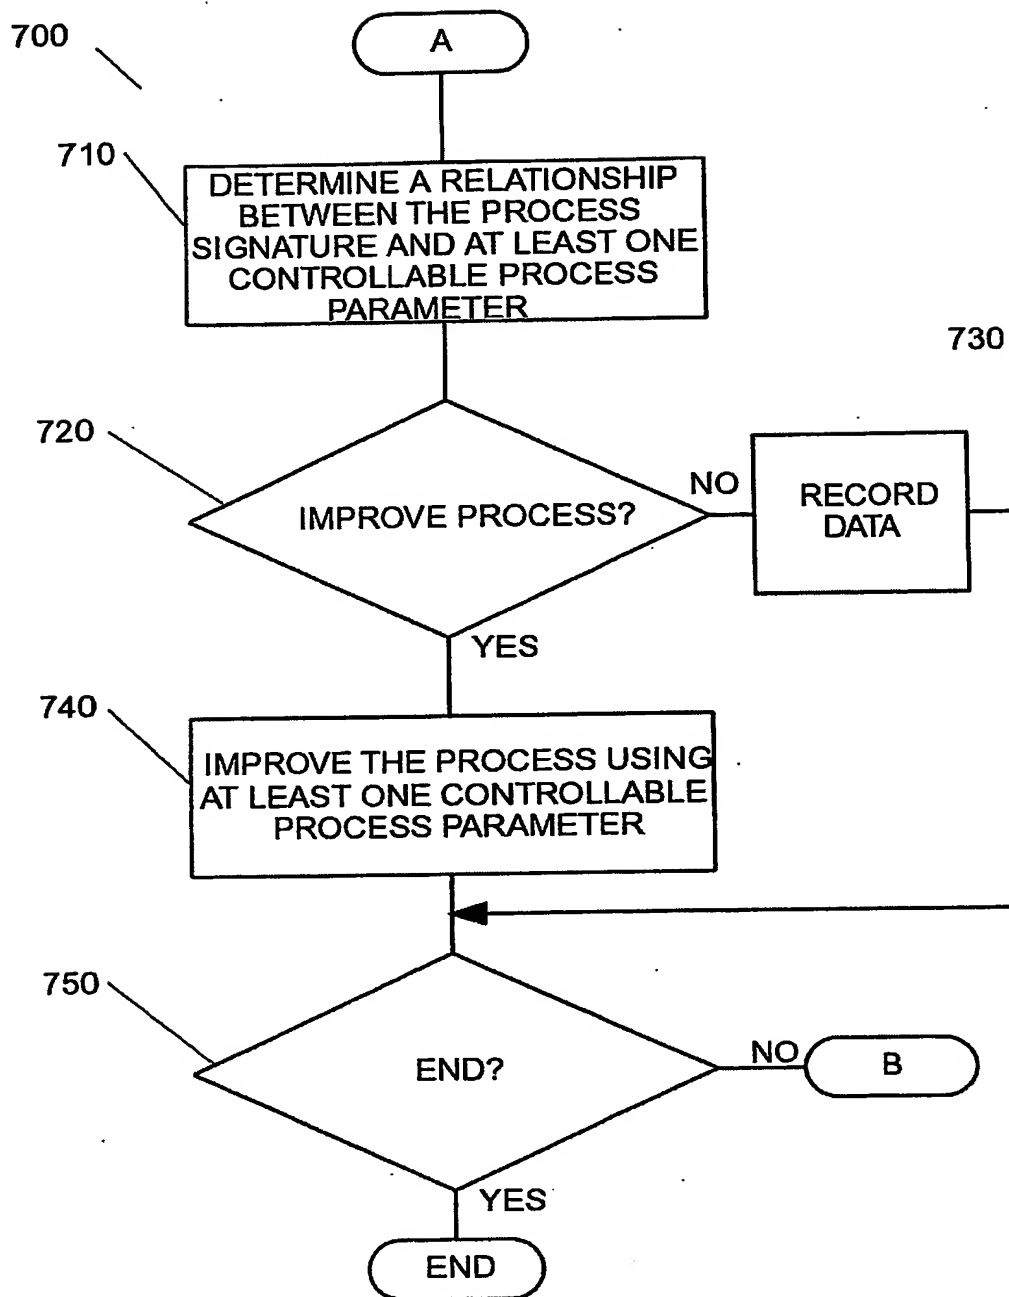 700
A
710
DETERMINE A RELATIONSHIP
BETWEEN THE PROCESS
SIGNATURE AND AT LEAST ONE
CONTROLLABLE PROCESS
PARAMETER
730
720
IMPROVE PROCESS?
NO
RECORD
DATA
YES
740
IMPROVE THE PROCESS USING
AT LEAST ONE CONTROLLABLE
PROCESS PARAMETER
750
END?
NO
B
YES
END